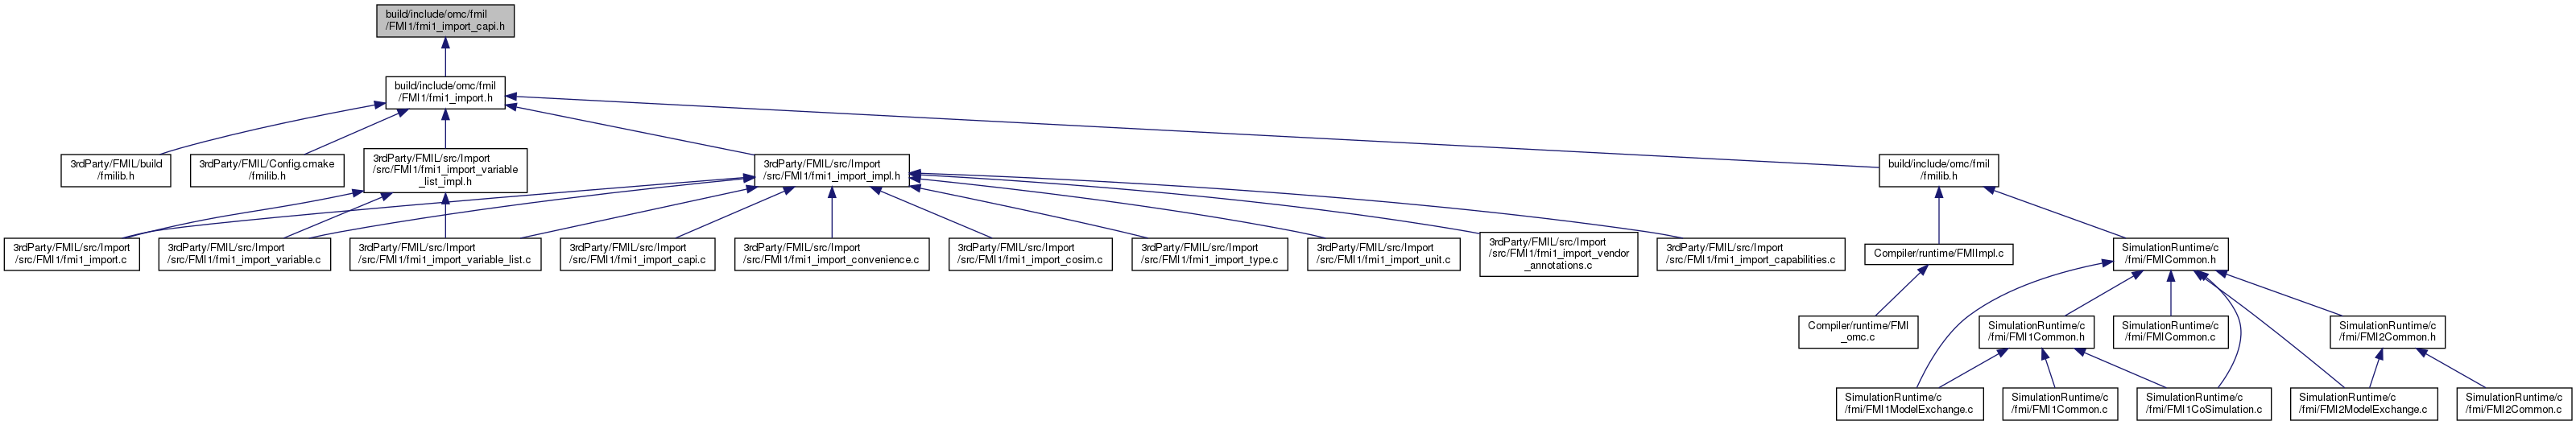 build/include/omc/fmil
/FMI1/fmi1_import_capi.h
build/include/omc/fmil
/FMI1/fmi1_import.h
3rdParty/FMIL/build
/fmilib.h
3rdParty/FMIL/Config.cmake
/fmilib.h
3rdParty/FMIL/src/Import
/src/FMI1/fmi1_import_variable
_list_impl.h
3rdParty/FMIL/src/Import
/src/FMI1/fmi1_import_impl.h
build/include/omc/fmil
/fmilib.h
3rdParty/FMIL/src/Import
/src/FMI1/fmi1_import.c
3rdParty/FMIL/src/Import
/src/FMI1/fmi1_import_variable.c
3rdParty/FMIL/src/Import
/src/FMI1/fmi1_import_variable_list.c
3rdParty/FMIL/src/Import
/src/FMI1/fmi1_import_capi.c
3rdParty/FMIL/src/Import
/src/FMI1/fmi1_import_convenience.c
3rdParty/FMIL/src/Import
/src/FMI1/fmi1_import_cosim.c
3rdParty/FMIL/src/Import
/src/FMI1/fmi1_import_type.c
3rdParty/FMIL/src/Import
/src/FMI1/fmi1_import_unit.c
3rdParty/FMIL/src/Import
/src/FMI1/fmi1_import_vendor
_annotations.c
3rdParty/FMIL/src/Import
/src/FMI1/fmi1_import_capabilities.c
Compiler/runtime/FMIImpl.c
SimulationRuntime/c
/fmi/FMICommon.h
Compiler/runtime/FMI
_omc.c
SimulationRuntime/c
/fmi/FMI1Common.h
SimulationRuntime/c
/fmi/FMICommon.c
SimulationRuntime/c
/fmi/FMI2Common.h
SimulationRuntime/c
/fmi/FMI1ModelExchange.c
SimulationRuntime/c
/fmi/FMI1Common.c
SimulationRuntime/c
/fmi/FMI1CoSimulation.c
SimulationRuntime/c
/fmi/FMI2ModelExchange.c
SimulationRuntime/c
/fmi/FMI2Common.c